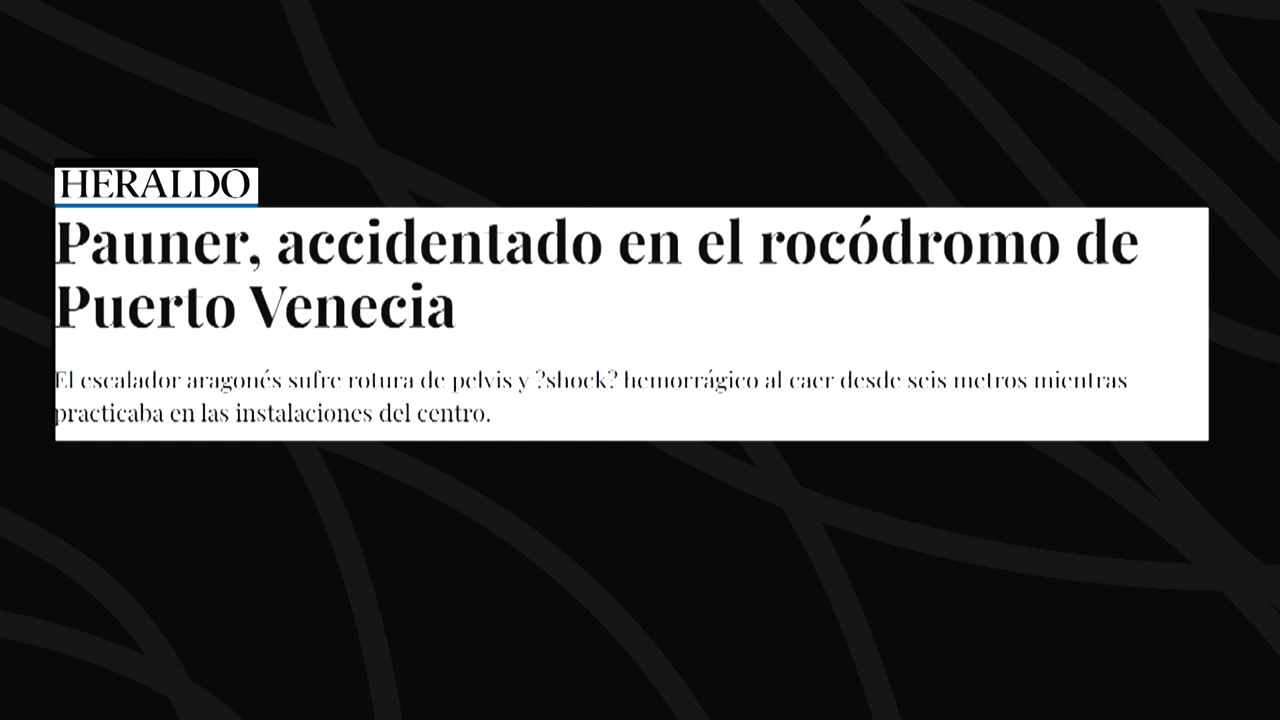 HERALDO
Pauner, accidentado en el rocódromo de
Puerto Venecia
El escalador aragonés sufre rotura de pelvis y ?shock? hemorrágico al caer desde seis metros mientras
practicaba en las instalaciones del centro.